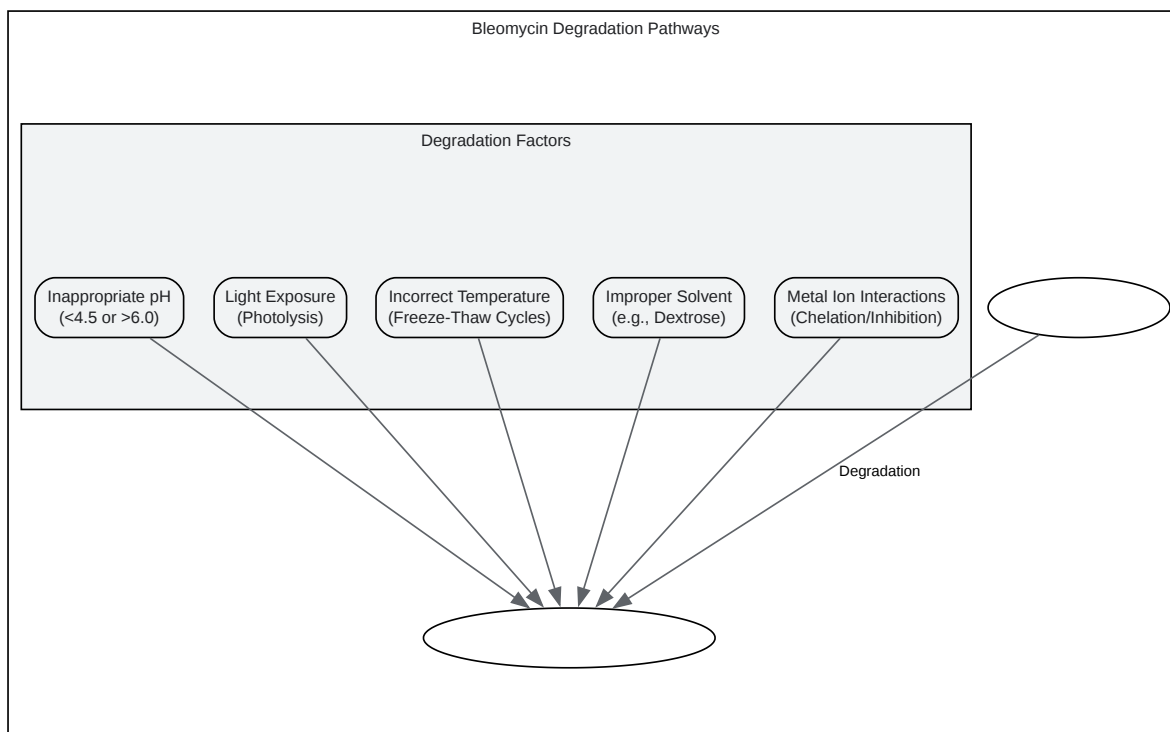 Bleomycin Degradation Pathways
Degradation Factors
Inappropriate pH
(<4.5 or >6.0)
Light Exposure
(Photolysis)
Incorrect Temperature
(Freeze-Thaw Cycles)
Improper Solvent
(e.g., Dextrose)
Metal Ion Interactions
(Chelation/Inhibition)
Degradation